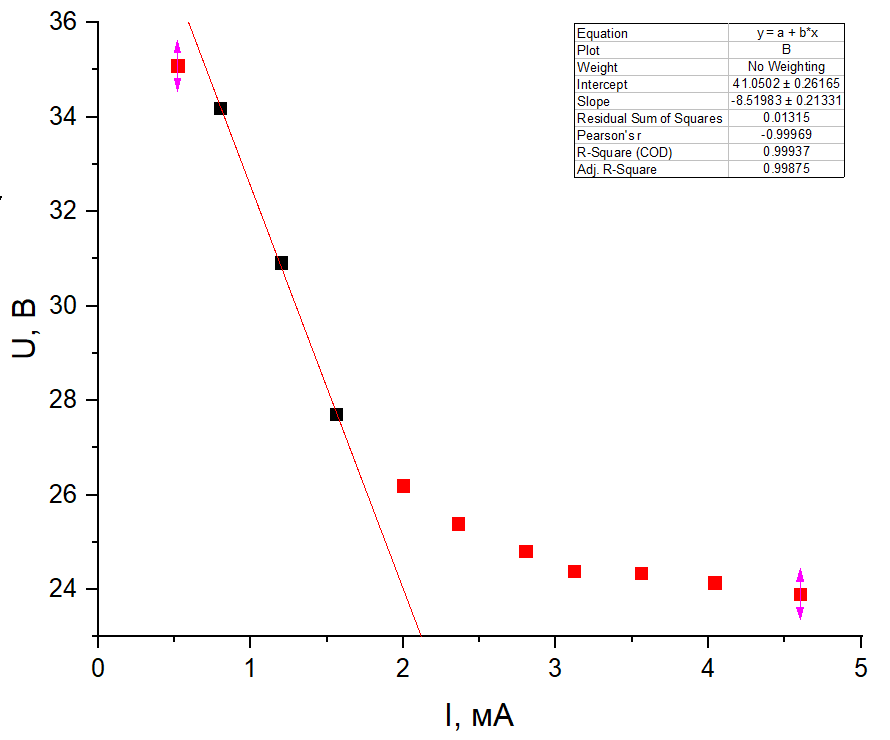 36
34
32
30
28
26
24
U, В
0 1 2 3 4 5
I, мА
Equation y = a + b*x
Plot B
Weight No Weighting
Intercept 41.0502 ± 0.26165
Slope -8.51983 ± 0.21331
Residual Sum of Squares 0.01315
Pearson's r -0.99969
R-Square (COD) 0.99937
Adj. R-Square 0.99875